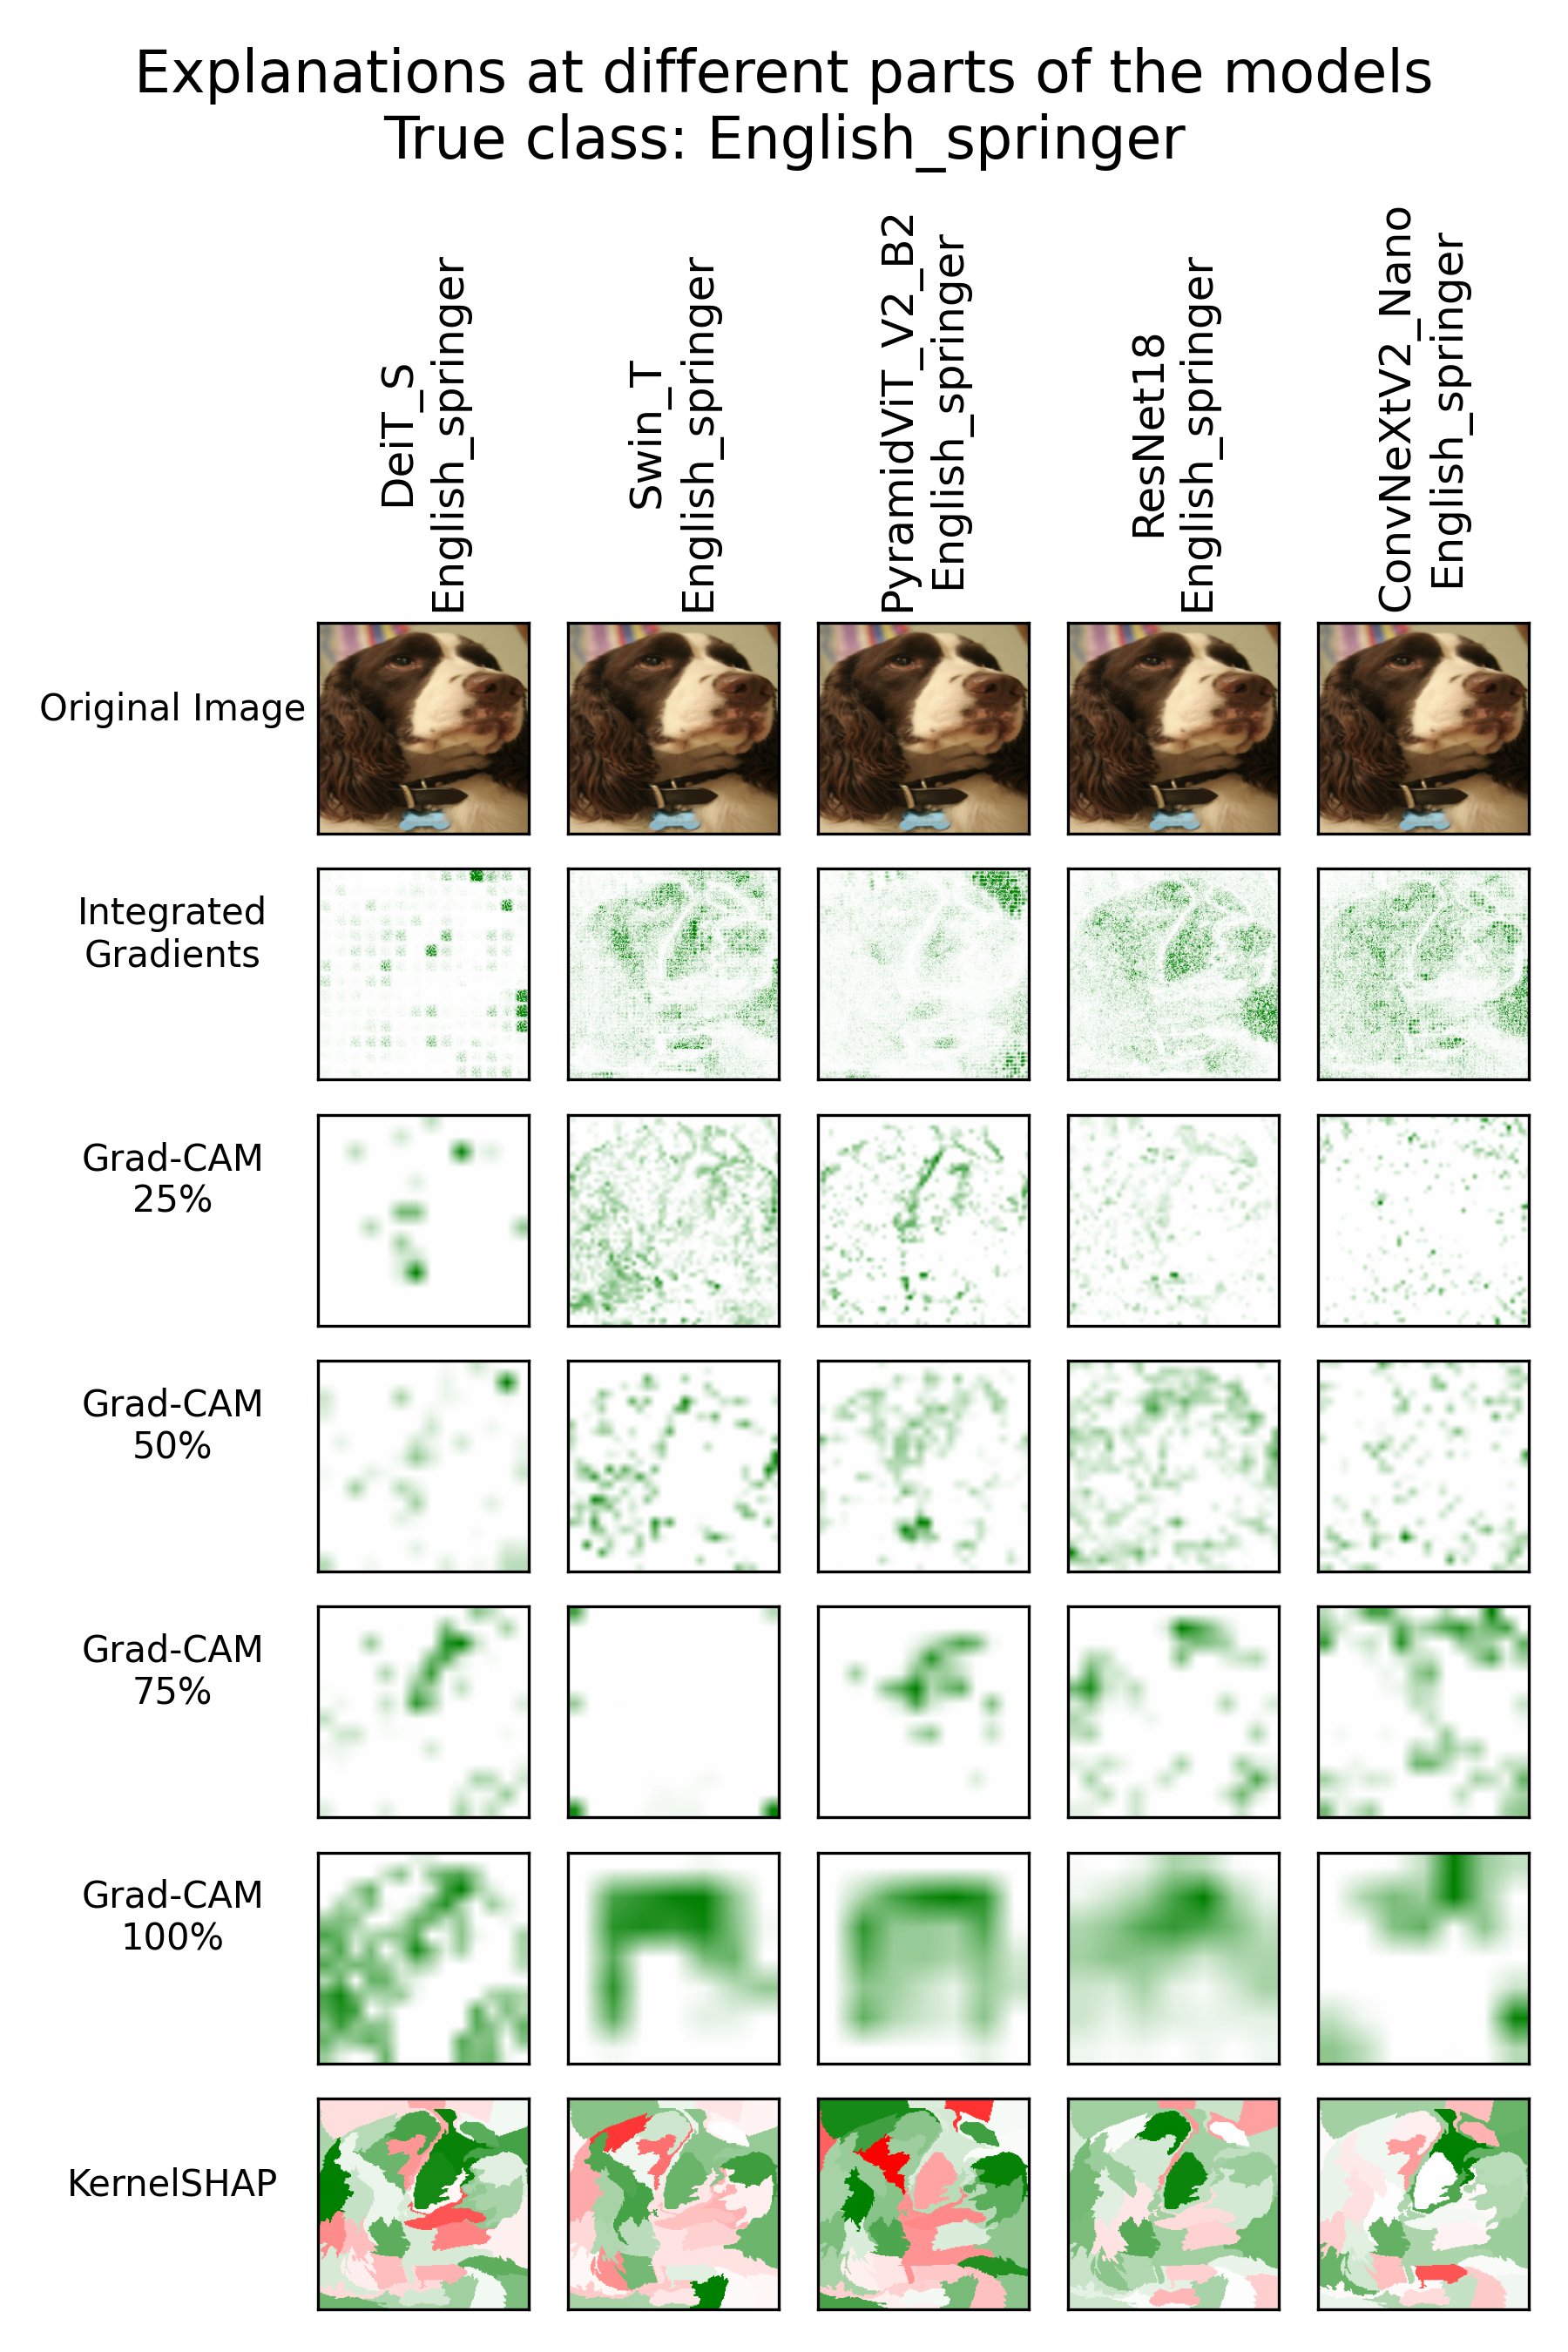 Explanations at different parts of the models
True class: English_springer
DeiT_S
English_springer
Swin_T
English_springer
PyramidViT_V2_B2
English_springer
ResNet18
English_springer
ConvNeXtV2_Nano
English_springer
Original Image
Integrated
Gradients
Grad-CAM
25%
Grad-CAM
50%
Grad-CAM
75%
Grad-CAM
100%
KernelSHAP